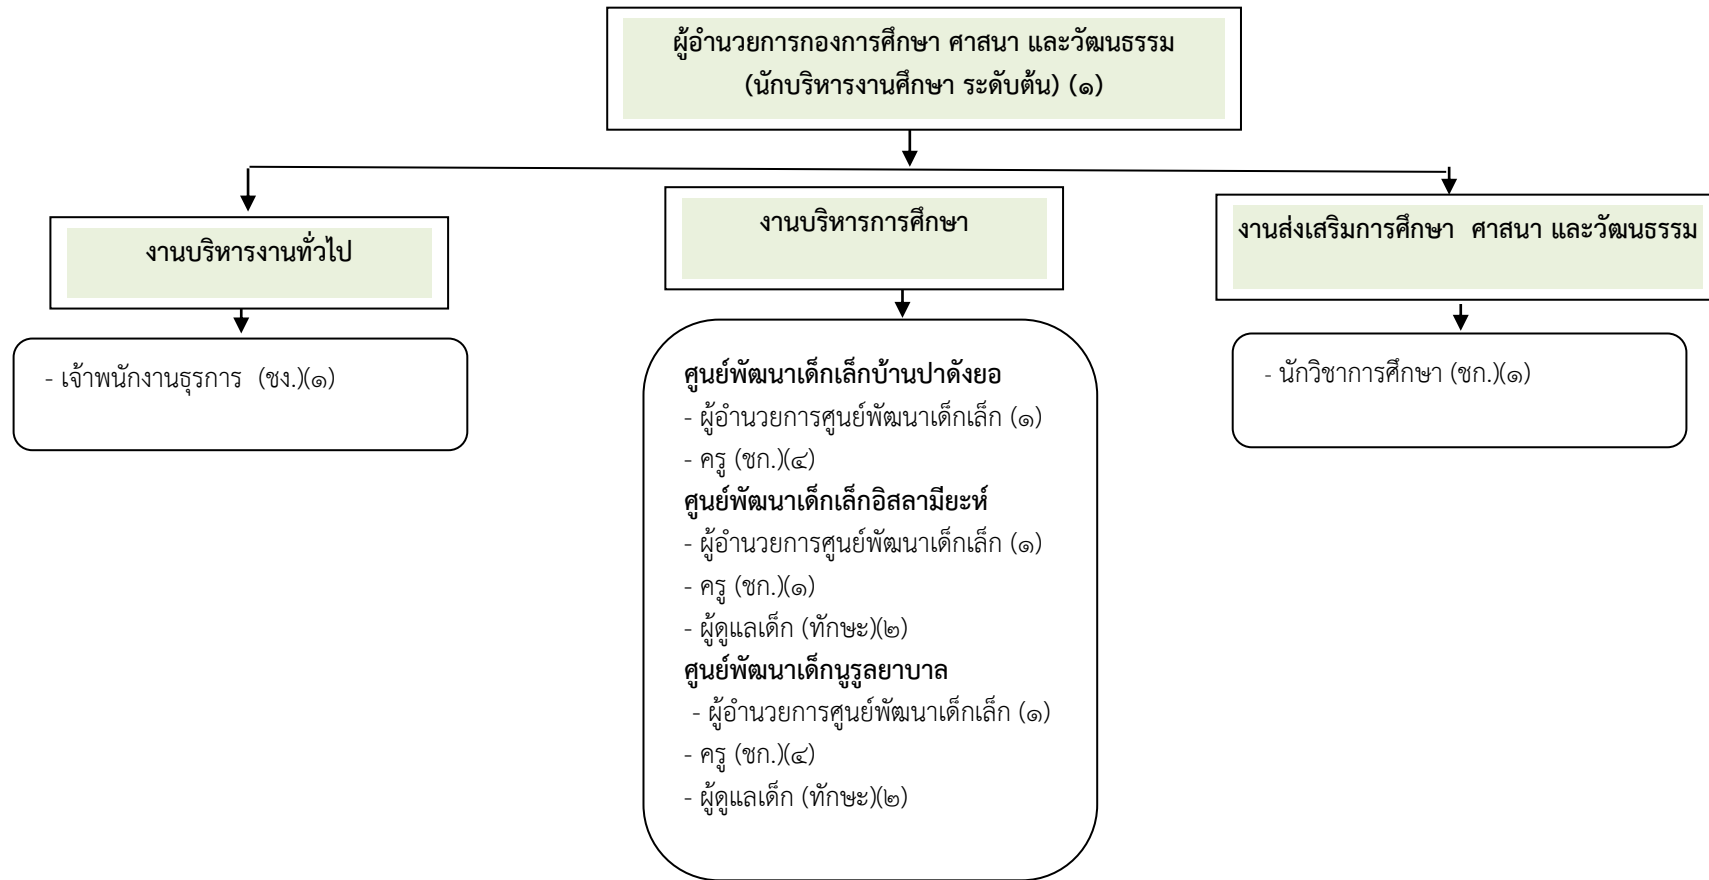 ผู้อำนวยการกองการศึกษา ศาสนา และวัฒนธรรม
(นักบริหารงานศึกษา ระดับต้น) (๑)
งานบริหารงานทั่วไป
- เจ้าพนักงานธุรการ (ชง.)(๑)
งานบริหารการศึกษา
ศูนย์พัฒนาเด็กเล็กบ้านปาดังยอ
- ผู้อำนวยการศูนย์พัฒนาเด็กเล็ก (๑)
- ครู (ชก.)(๔)
ศูนย์พัฒนาเด็กเล็กอิสลามียะห์
- ผู้อำนวยการศูนย์พัฒนาเด็กเล็ก (๑)
- ครู (ชก.)(๑)
- ผู้ดูแลเด็ก (ทักษะ)(๒)
ศูนย์พัฒนาเด็กนูรูลยาบาล
- ผู้อำนวยการศูนย์พัฒนาเด็กเล็ก (๑)
- ครู (ชก.)(๔)
- ผู้ดูแลเด็ก (ทักษะ)(๒)
งานส่งเสริมการศึกษา ศาสนา และวัฒนธรรม
- นักวิชาการศึกษา (ชก.)(๑)